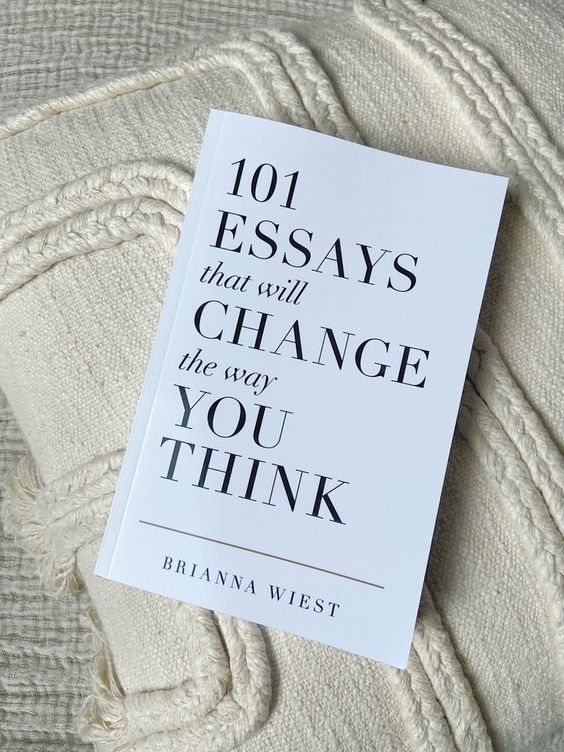 101
ESSAYS
that will
CHANGE
the way
YOU
THINK
BRIANNA WIEST